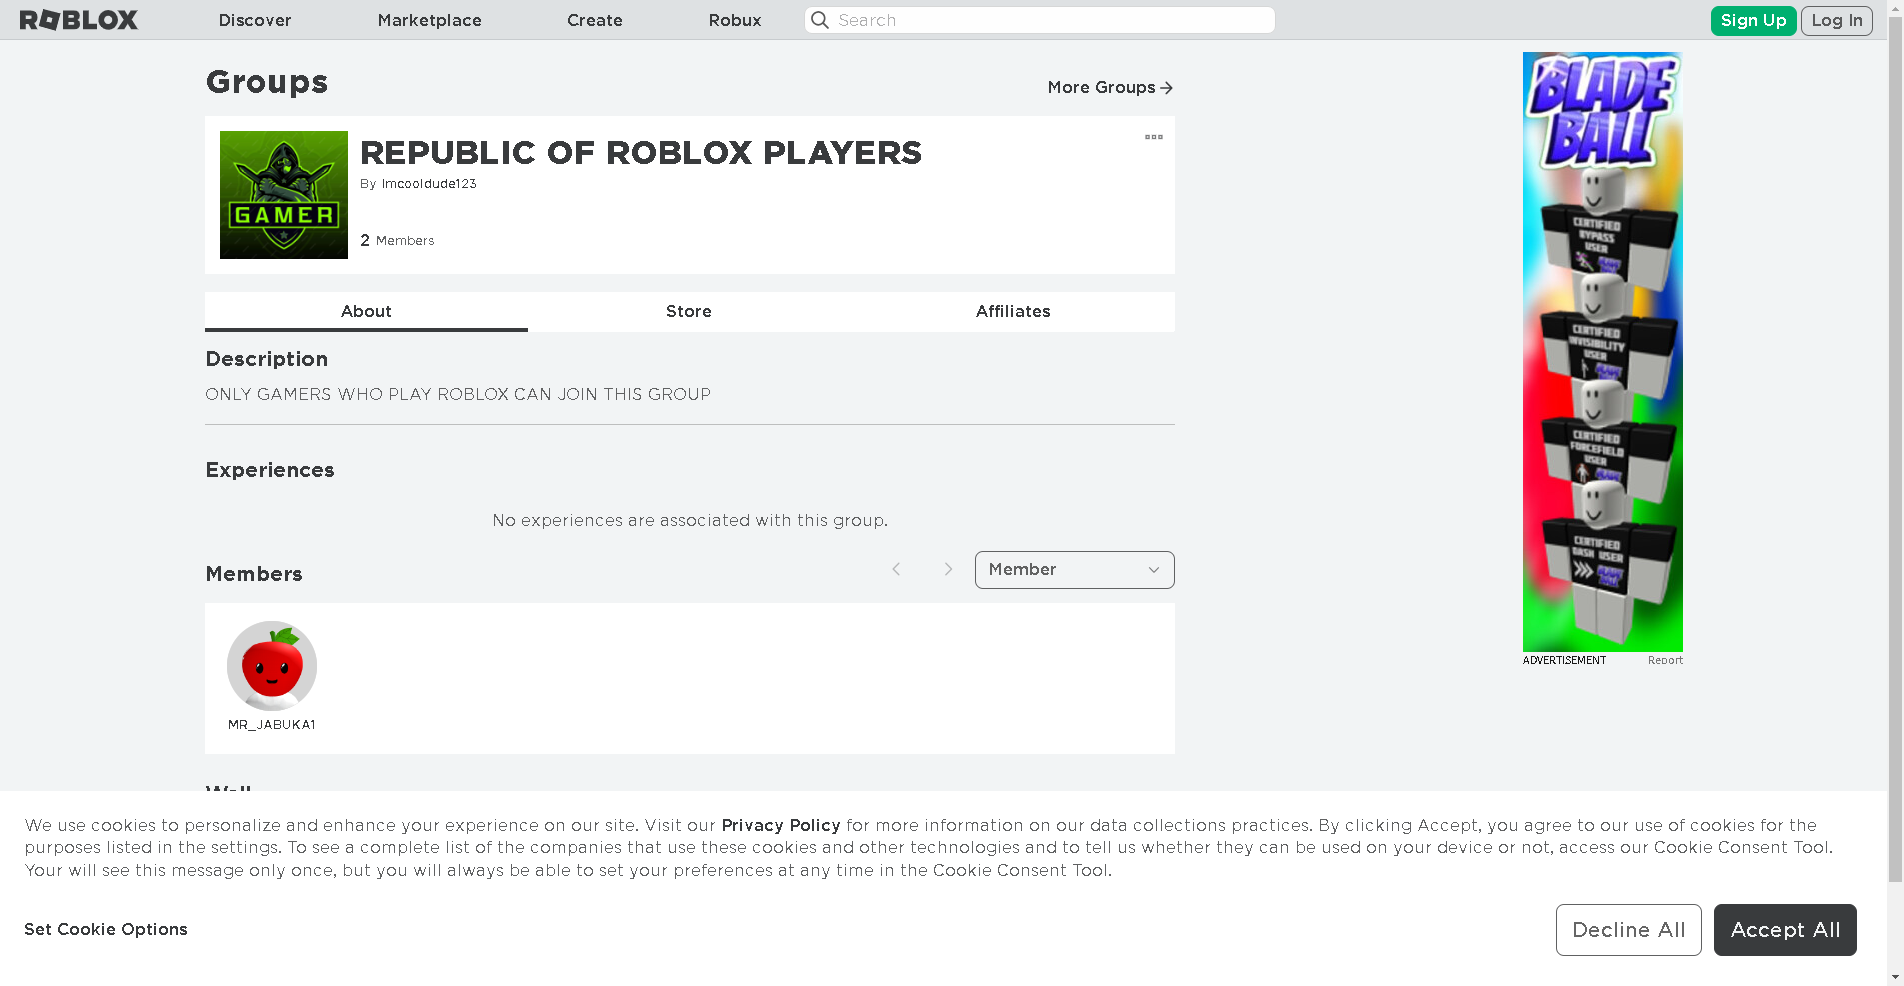 ROBLOX
Discover
Marketplace
Create
Robux
Search
Sign Up
Log In
Groups
More Groups
GAMER
REPUBLIC OF ROBLOX PLAYERS
By Imcooldude123
2 Members
About
Store
Affiliates
Description
ONLY GAMERS WHO PLAY ROBLOX CAN JOIN THIS GROUP
Experiences
No experiences are associated with this group.
Members
Member
MR_JABUKA1
Wall
BLADE
BALL
CERTIFIED
BYPASS
USER
BLADE
BALL
CERTIFIED
INVISIBILITY
USER
BLADE
CERTIFIED
FORCEFIELD
USER
BLADE
CERTIFIED
DASH USER
BLADE
BALL
ADVERTISEMENT
Report
We use cookies to personalize and enhance your experience on our site. Visit our Privacy Policy for more information on our data collections practices. By clicking Accept, you agree to our use of cookies for the
purposes listed in the settings. To see a complete list of the companies that use these cookies and other technologies and to tell us whether they can be used on your device or not, access our Cookie Consent Tool.
Your will see this message only once, but you will always be able to set your preferences at any time in the Cookie Consent Tool.
Set Cookie Options
Decline All
Accept All